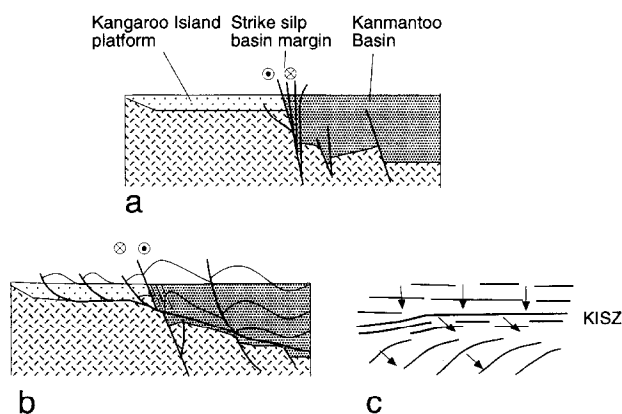 Kangaroo Island platform
Strike silp basin margin
Kanmantoo Basin
a
b
KISZ
c